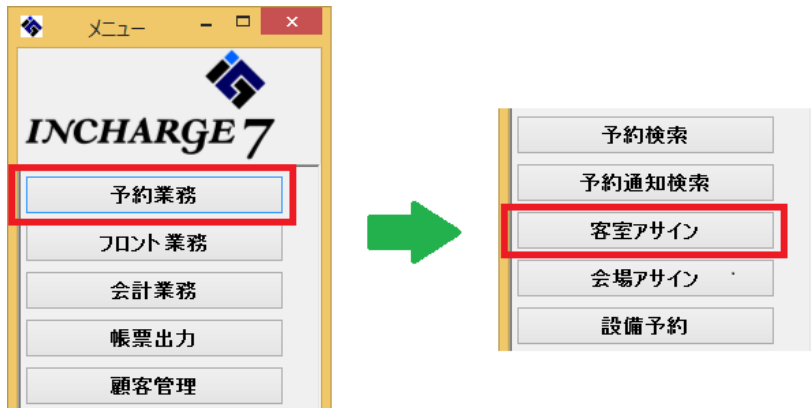 メニュー
INCHARGE 7
予約業務
フロント業務
会計業務
帳票出力
顧客管理
予約検索
予約通知検索
客室アサイン
会場アサイン
設備予約